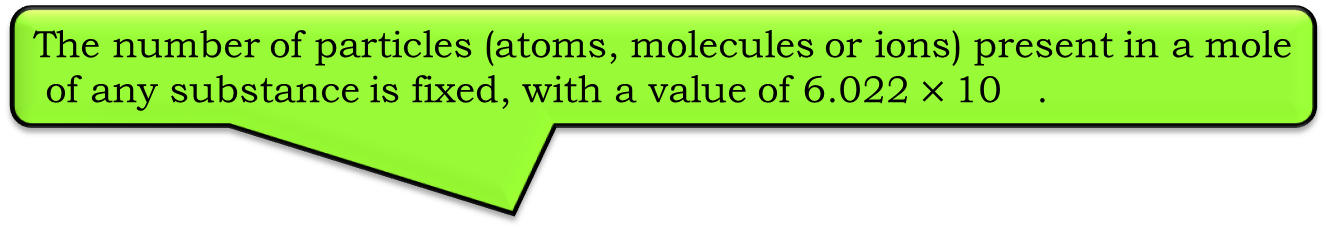 The number of particles (atoms, molecules or ions) present in a mole
of any substance is fixed, with a value of 6.022 × 10 .